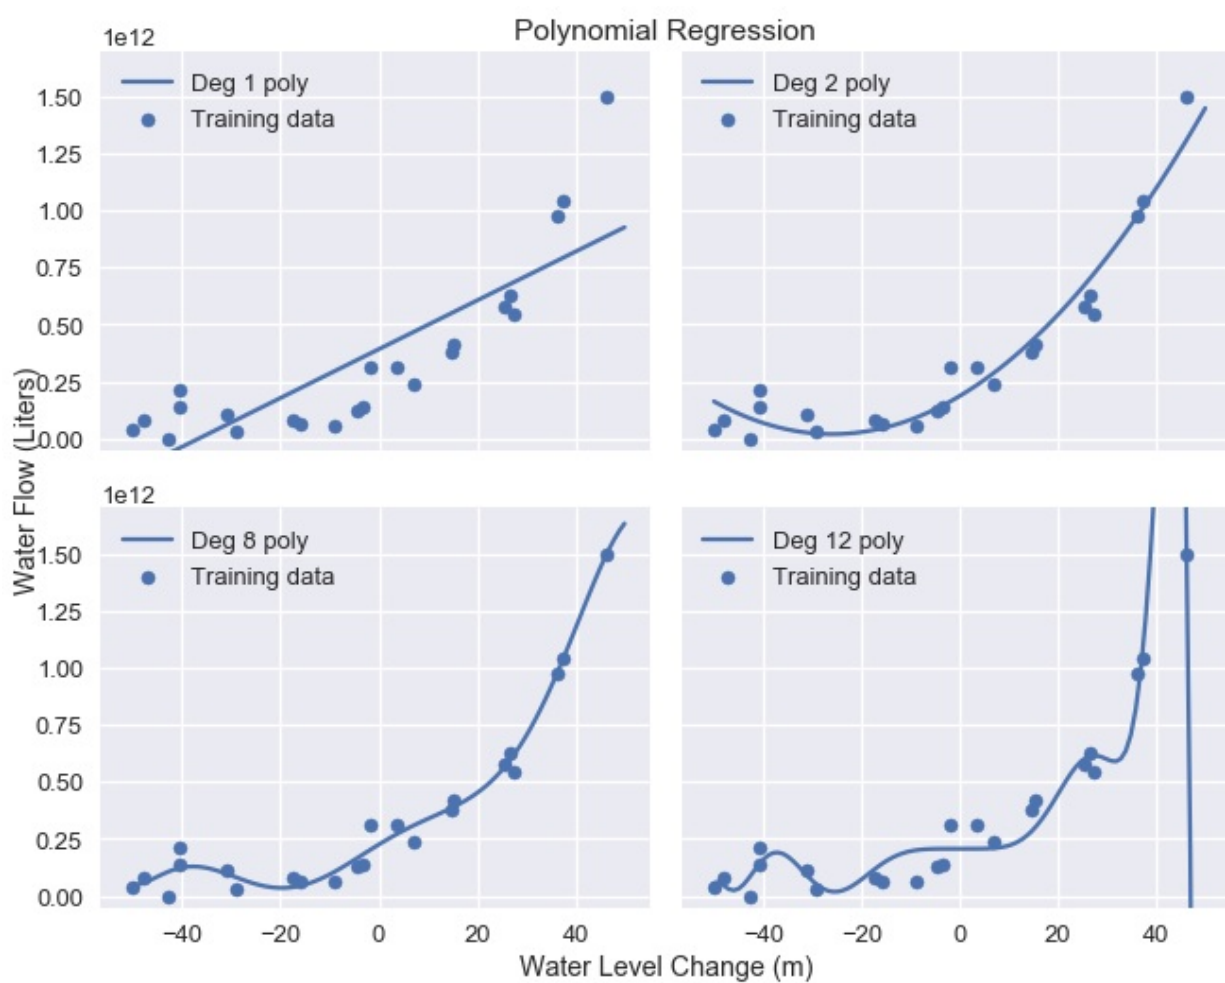 Polynomial Regression
1e12
Deg 1 poly
Training data
1.50
1.25
1.00
0.75
0.50
0.25
0.00
Deg 2 poly
Training data
Water Flow (Liters)
1e12
Deg 8 poly
Training data
1.50
1.25
1.00
0.75
0.50
0.25
0.00
−40 −20 0 20 40
Deg 12 poly
Training data
−40 −20 0 20 40
Water Level Change (m)